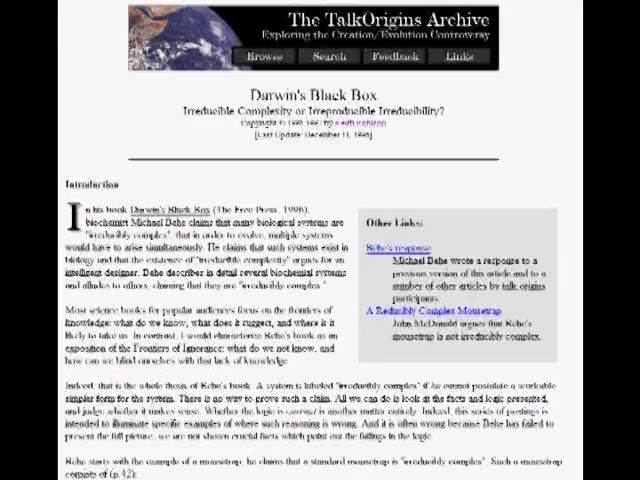 The TalkOrigins Archive
Exploring the Creation/Evolution Controversy
Browse Search Feedback Links
Darwin's Black Box
Irreducible Complexity or Irreproducible Irreducibility?
Copyright © 1996-1997 by
[Last Update: December 11, 1996]
Introduction
In his book Darwin's Black Box (The Free Press, 1996),
biochemist Michael Behe claims that many biological systems are
"irreducibly complex", that in order to evolve, multiple systems
would have to arise simultaneously. He claims that such systems exist in
biology and that the existence of "irreducible complexity" argues for an
intelligent designer. Behe describes in detail several biochemical systems
and alludes to others, claiming that they are "irreducibly complex."
Other Links:
Behe's response
Michael Behe wrote a response to a
previous version of this article and to a
number of other articles by talk.origins
participants.
A Reducibly Complex Mousetrap
John McDonald argues that Behe's
mousetrap is not irreducibly complex.
Most science books for popular audiences focus on the frontiers of
knowledge: what do we know, what does it suggest, and where is it
likely to take us. In contrast, I would characterize Behe's book as an
exposition of the Frontiers of Ignorance: what do we not know, and
how can we blind ourselves with that lack of knowledge.
Indeed, that is the whole thesis of Behe's book. A system is labeled "irreducibly complex" if he cannot postulate a workable
simpler form for the system. There is no way to prove such a claim. All we can do is look at the facts and logic presented,
and judge whether it makes sense. Whether the logic is correct is another matter entirely. Indeed, this series of postings is
intended to illuminate specific examples of where such reasoning is wrong. And it is often wrong because Behe has failed to
present the full picture, we are not shown crucial facts which point out the failings in the logic.
Behe starts with the example of a mousetrap, he claims that a standard mousetrap is "irreducibly complex". Such a mousetrap
consists of (p.42):